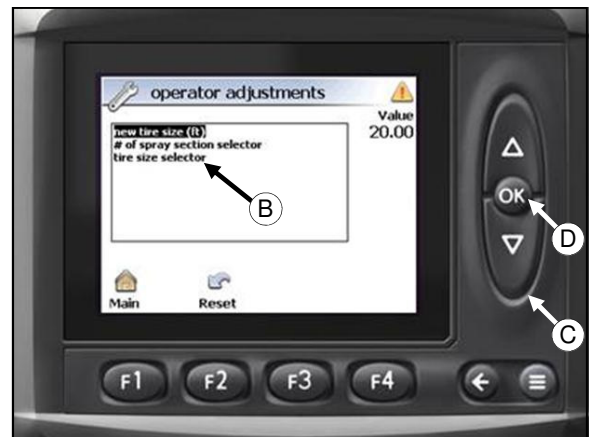 operator adjustments
Value
20.00
new tire size (ft)
# of spray section selector
tire size selector
B
OK
D
C
Main
Reset
F1
F2
F3
F4